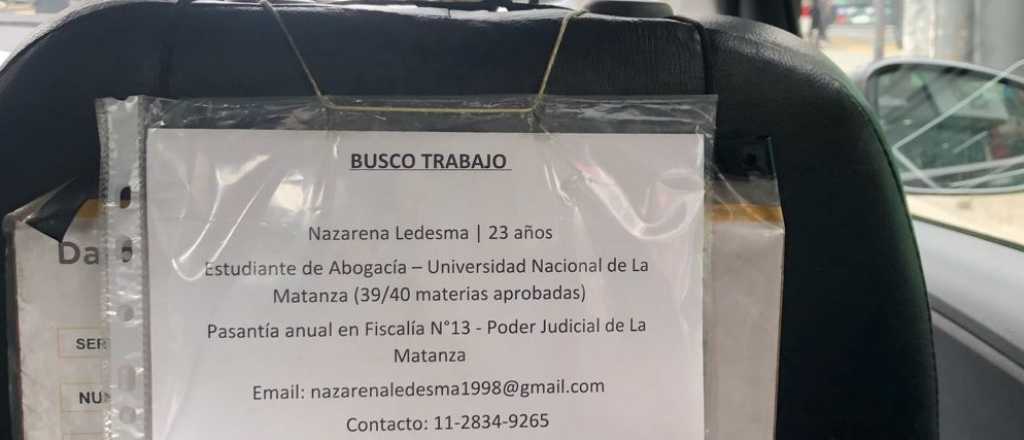 BUSCO TRABAJO
Nazarena Ledesma | 23 años
Estudiante de Abogacía – Universidad Nacional de La
Matanza (39/40 materias aprobadas)
Pasantía anual en Fiscalía N°13 - Poder Judicial de La
Matanza
Email: nazarenaledesma1998@gmail.com
Contacto: 11-2834-9265